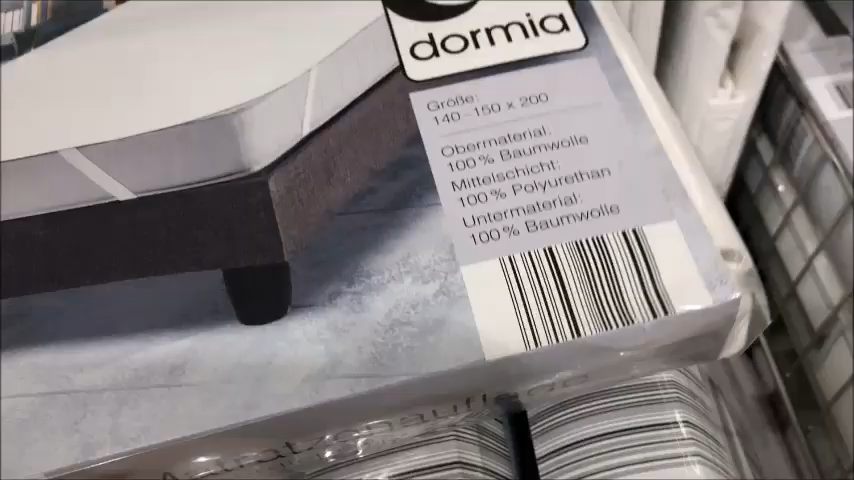 dormia
Größe:
140 - 150 x 200
Obermaterial:
100 % Baumwolle
Mittelschicht:
100 % Polyurethan
Untermaterial:
100 % Baumwolle